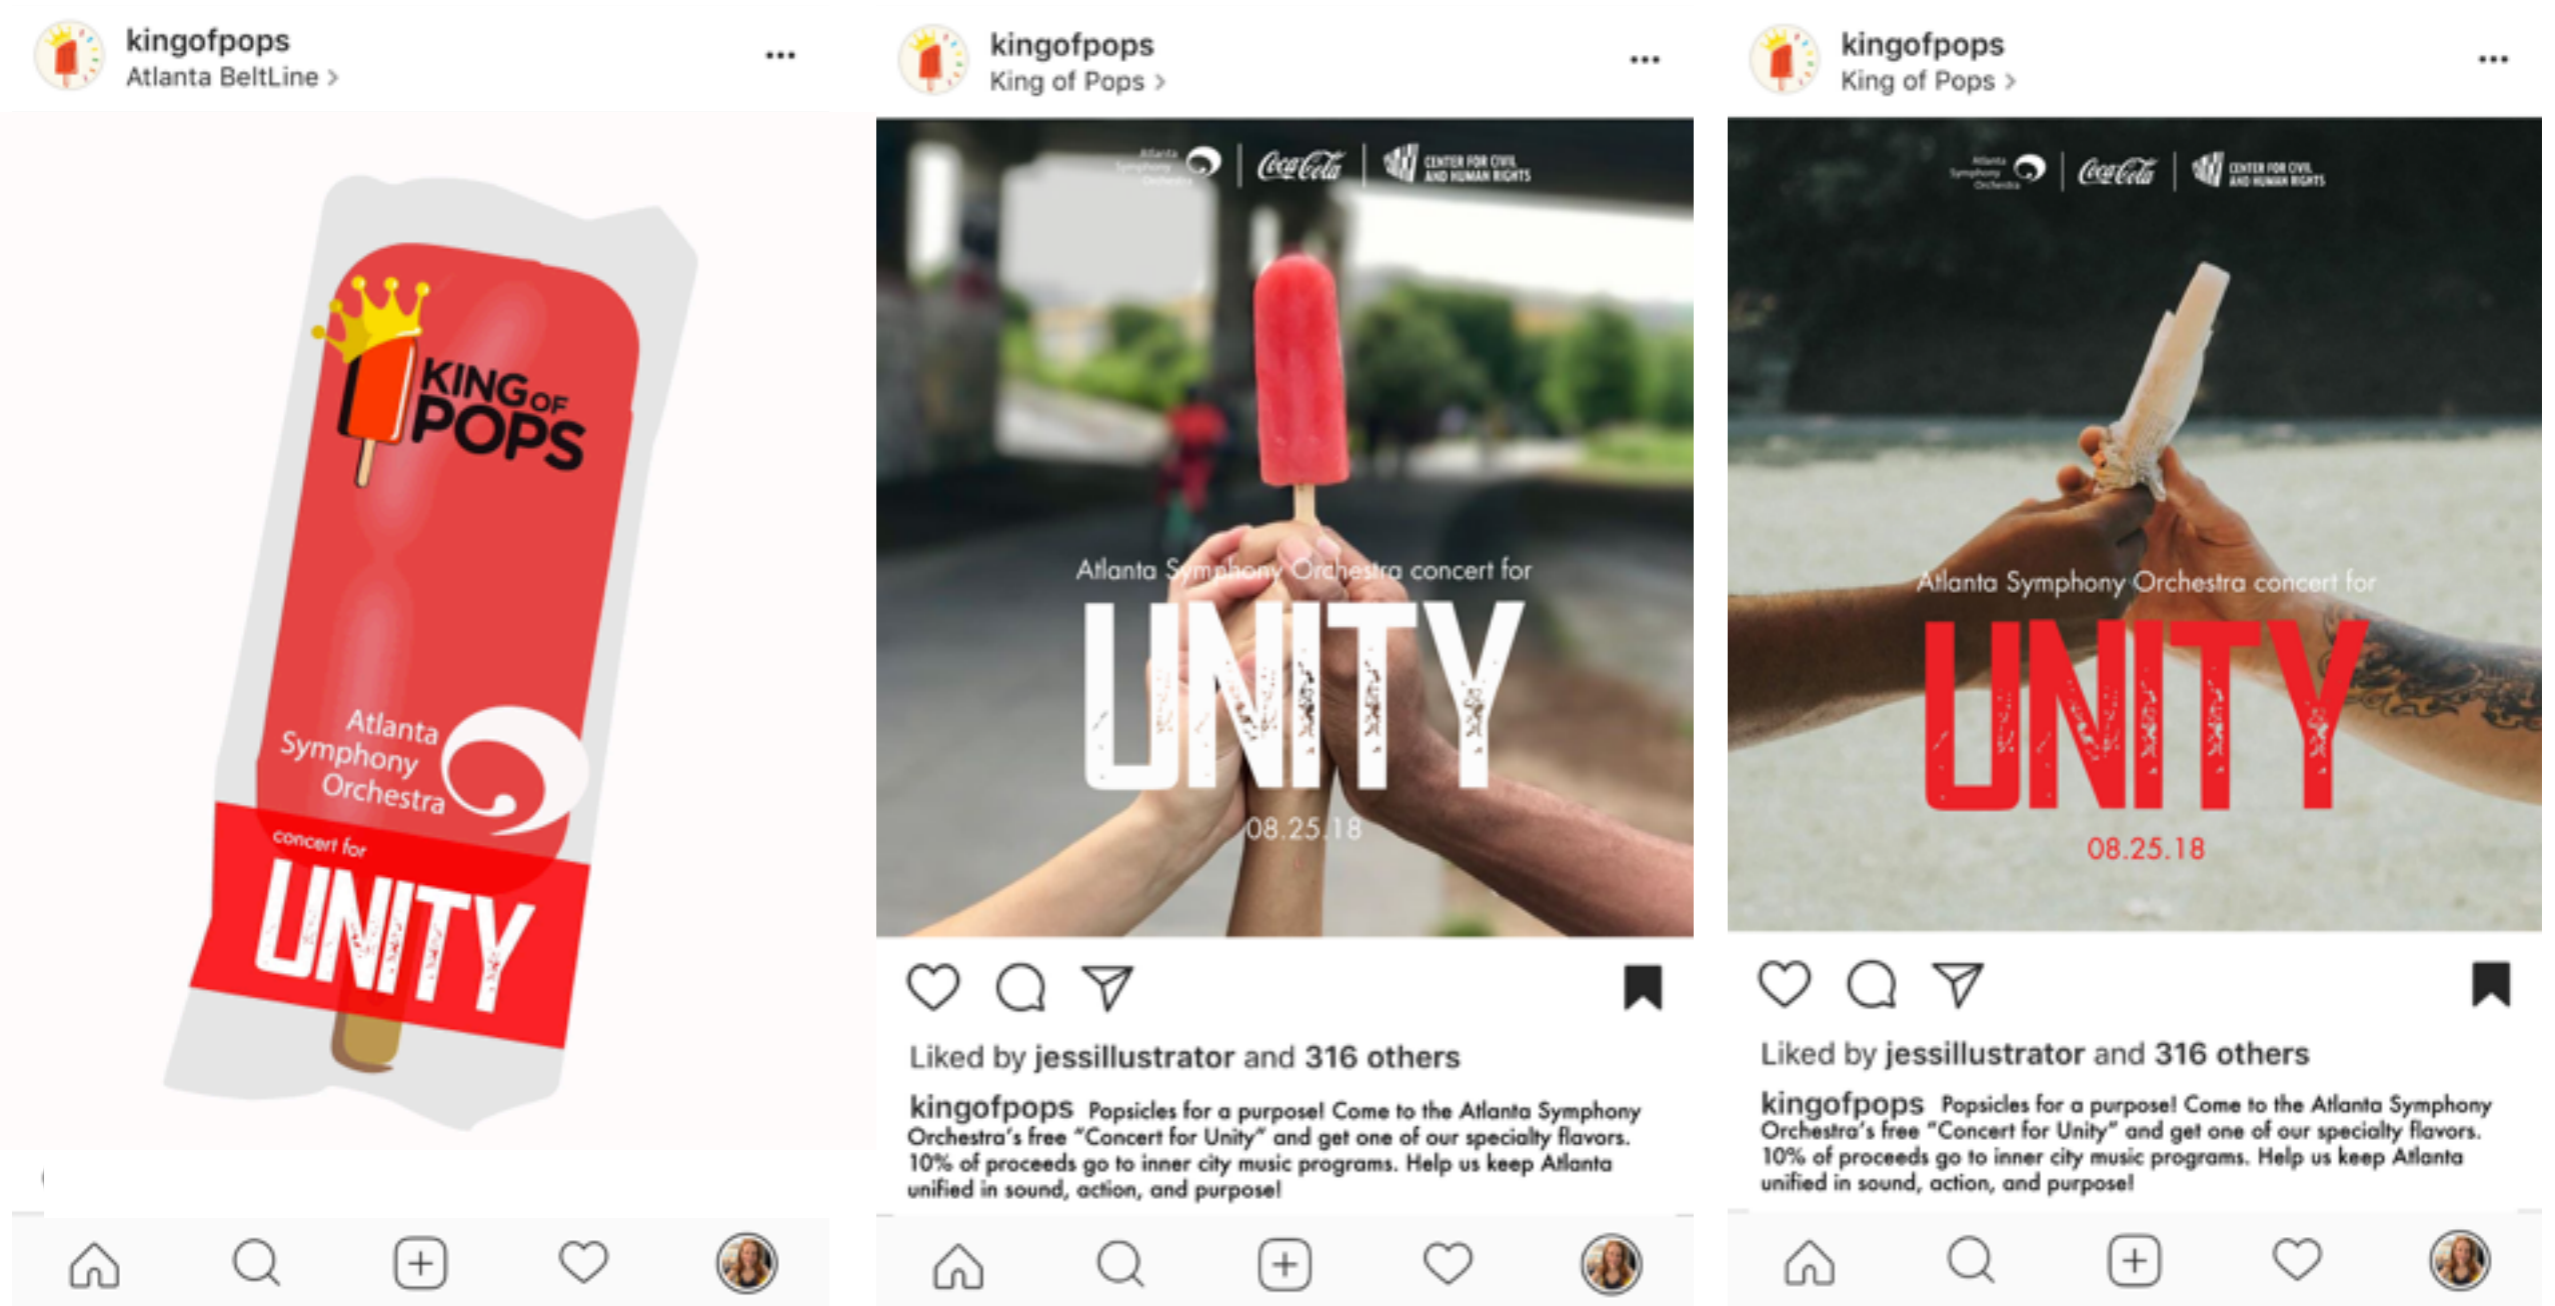 kingofpops
Atlanta BeltLine >
KING OF
POPS
Atlanta
Symphony
Orchestra
concert for
UNITY
kingofpops
King of Pops >
Atlanta
Symphony
Orchestra
Coca-Cola
CENTER FOR CIVIL
AND HUMAN RIGHTS
Atlanta Symphony Orchestra concert for
UNITY
08.25.18
Liked by jessillustrator and 316 others
kingofpops Popsicles for a purpose! Come to the Atlanta Symphony
Orchestra's free "Concert for Unity" and get one of our specialty flavors.
10% of proceeds go to inner city music programs. Help us keep Atlanta
unified in sound, action, and purpose!
kingofpops
King of Pops >
Atlanta
Symphony
Orchestra
Coca-Cola
CENTER FOR CIVIL
AND HUMAN RIGHTS
Atlanta Symphony Orchestra concert for
UNITY
08.25.18
Liked by jessillustrator and 316 others
kingofpops Popsicles for a purpose! Come to the Atlanta Symphony
Orchestra's free "Concert for Unity" and get one of our specialty flavors.
10% of proceeds go to inner city music programs. Help us keep Atlanta
unified in sound, action, and purpose!